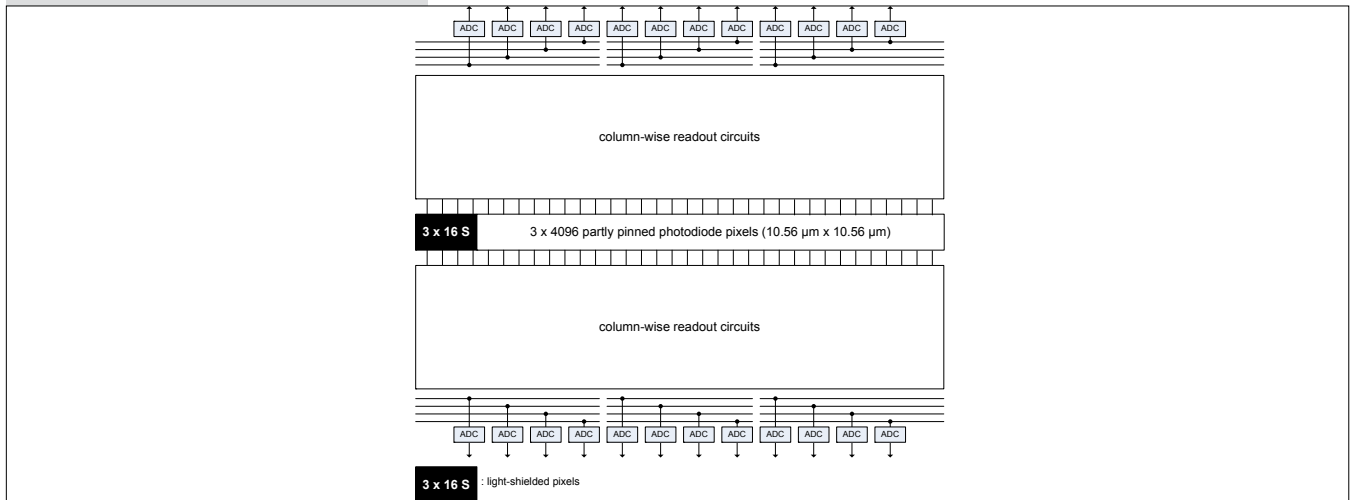 ADC ADC ADC ADC ADC ADC ADC ADC ADC ADC ADC ADC
column-wise readout circuits
3 x 16 S 3 x 4096 partly pinned photodiode pixels (10.56 µm x 10.56 µm)
column-wise readout circuits
ADC ADC ADC ADC ADC ADC ADC ADC ADC ADC ADC ADC
3 x 16 S : light-shielded pixels